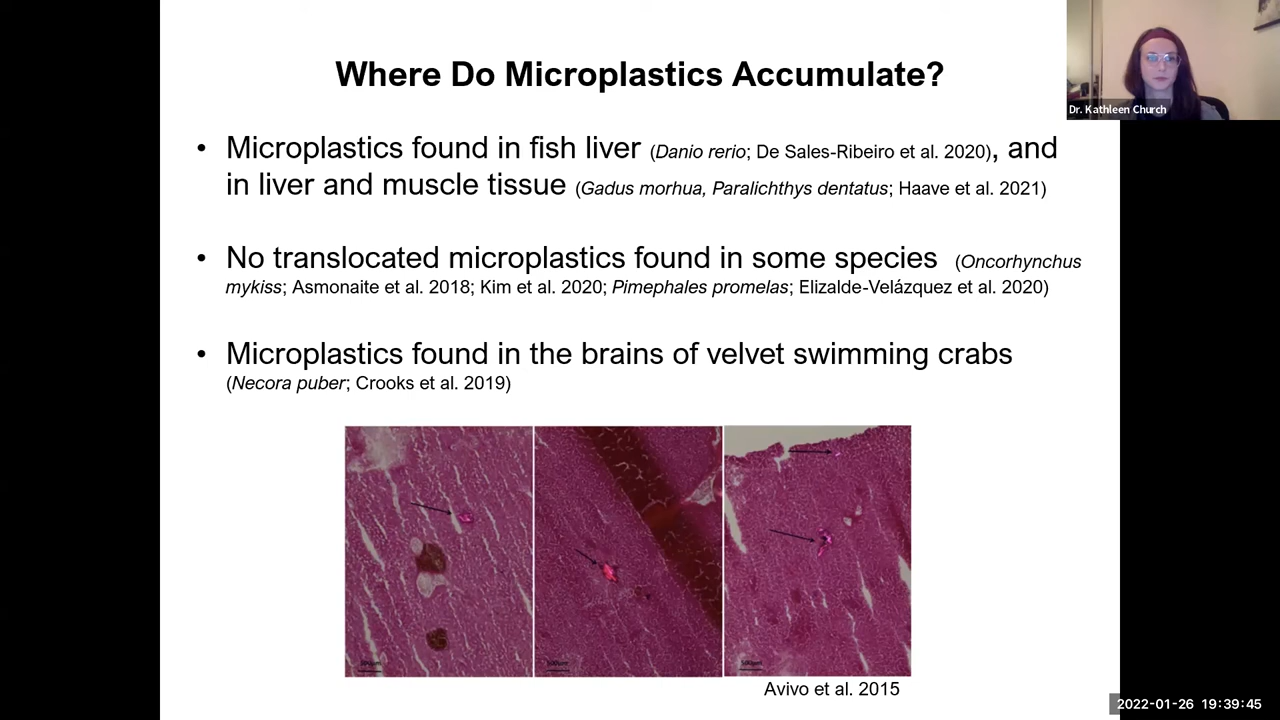 Where Do Microplastics Accumulate?
Dr. Kathleen Church
• Microplastics found in fish liver (Danio rerio; De Sales-Ribeiro et al. 2020), and
in liver and muscle tissue (Gadus morhua, Paralichthys dentatus; Haave et al. 2021)
• No translocated microplastics found in some species (Oncorhynchus
mykiss; Asmonaite et al. 2018; Kim et al. 2020; Pimephales promelas; Elizalde-Velázquez et al. 2020)
• Microplastics found in the brains of velvet swimming crabs
(Necora puber; Crooks et al. 2019)
Avivo et al. 2015
2022-01-26 19:39:45